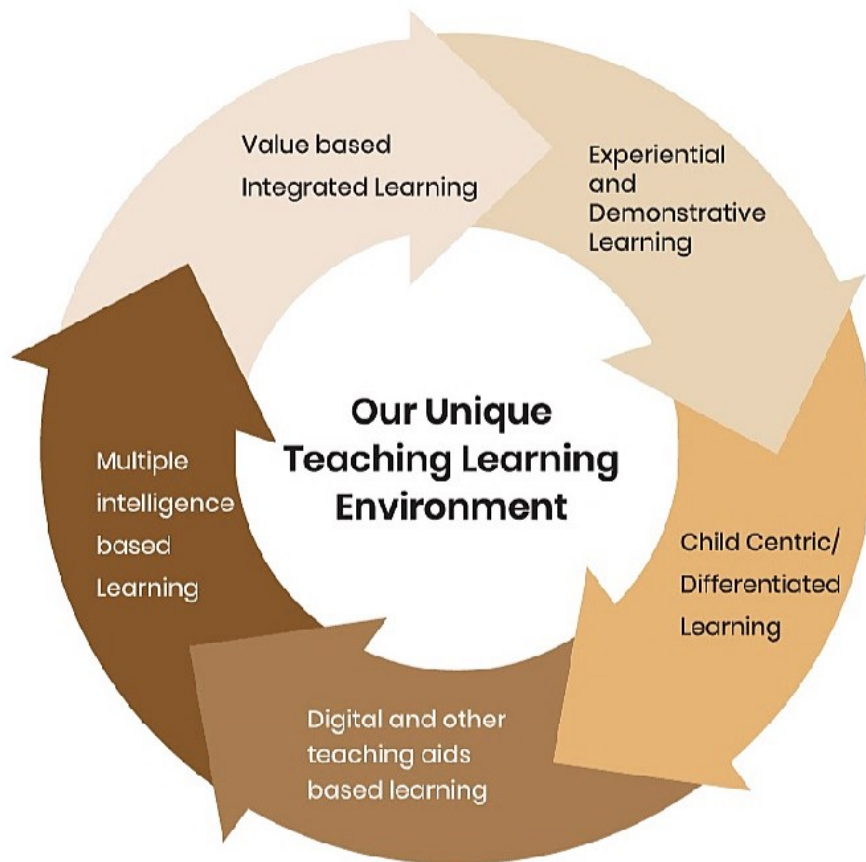 Our Unique
Teaching Learning
Environment
Value based
Integrated Learning
Experiential
and
Demonstrative
Learning
Child Centric/
Differentiated
Learning
Digital and other
teaching aids
based learning
Multiple
intelligence
based
Learning